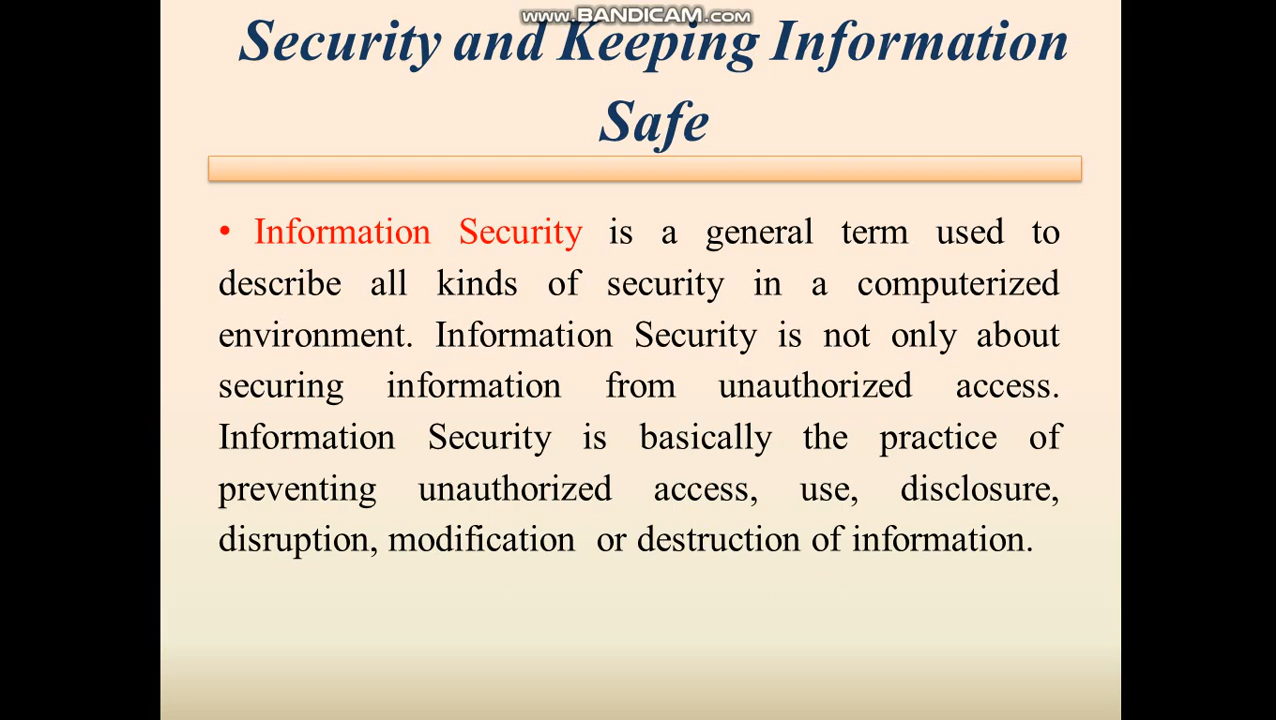 www.BANDICAM.com
Security and Keeping Information
Safe
• Information Security is a general term used to
describe all kinds of security in a computerized
environment. Information Security is not only about
securing information from unauthorized access.
Information Security is basically the practice of
preventing unauthorized access, use, disclosure,
disruption, modification or destruction of information.